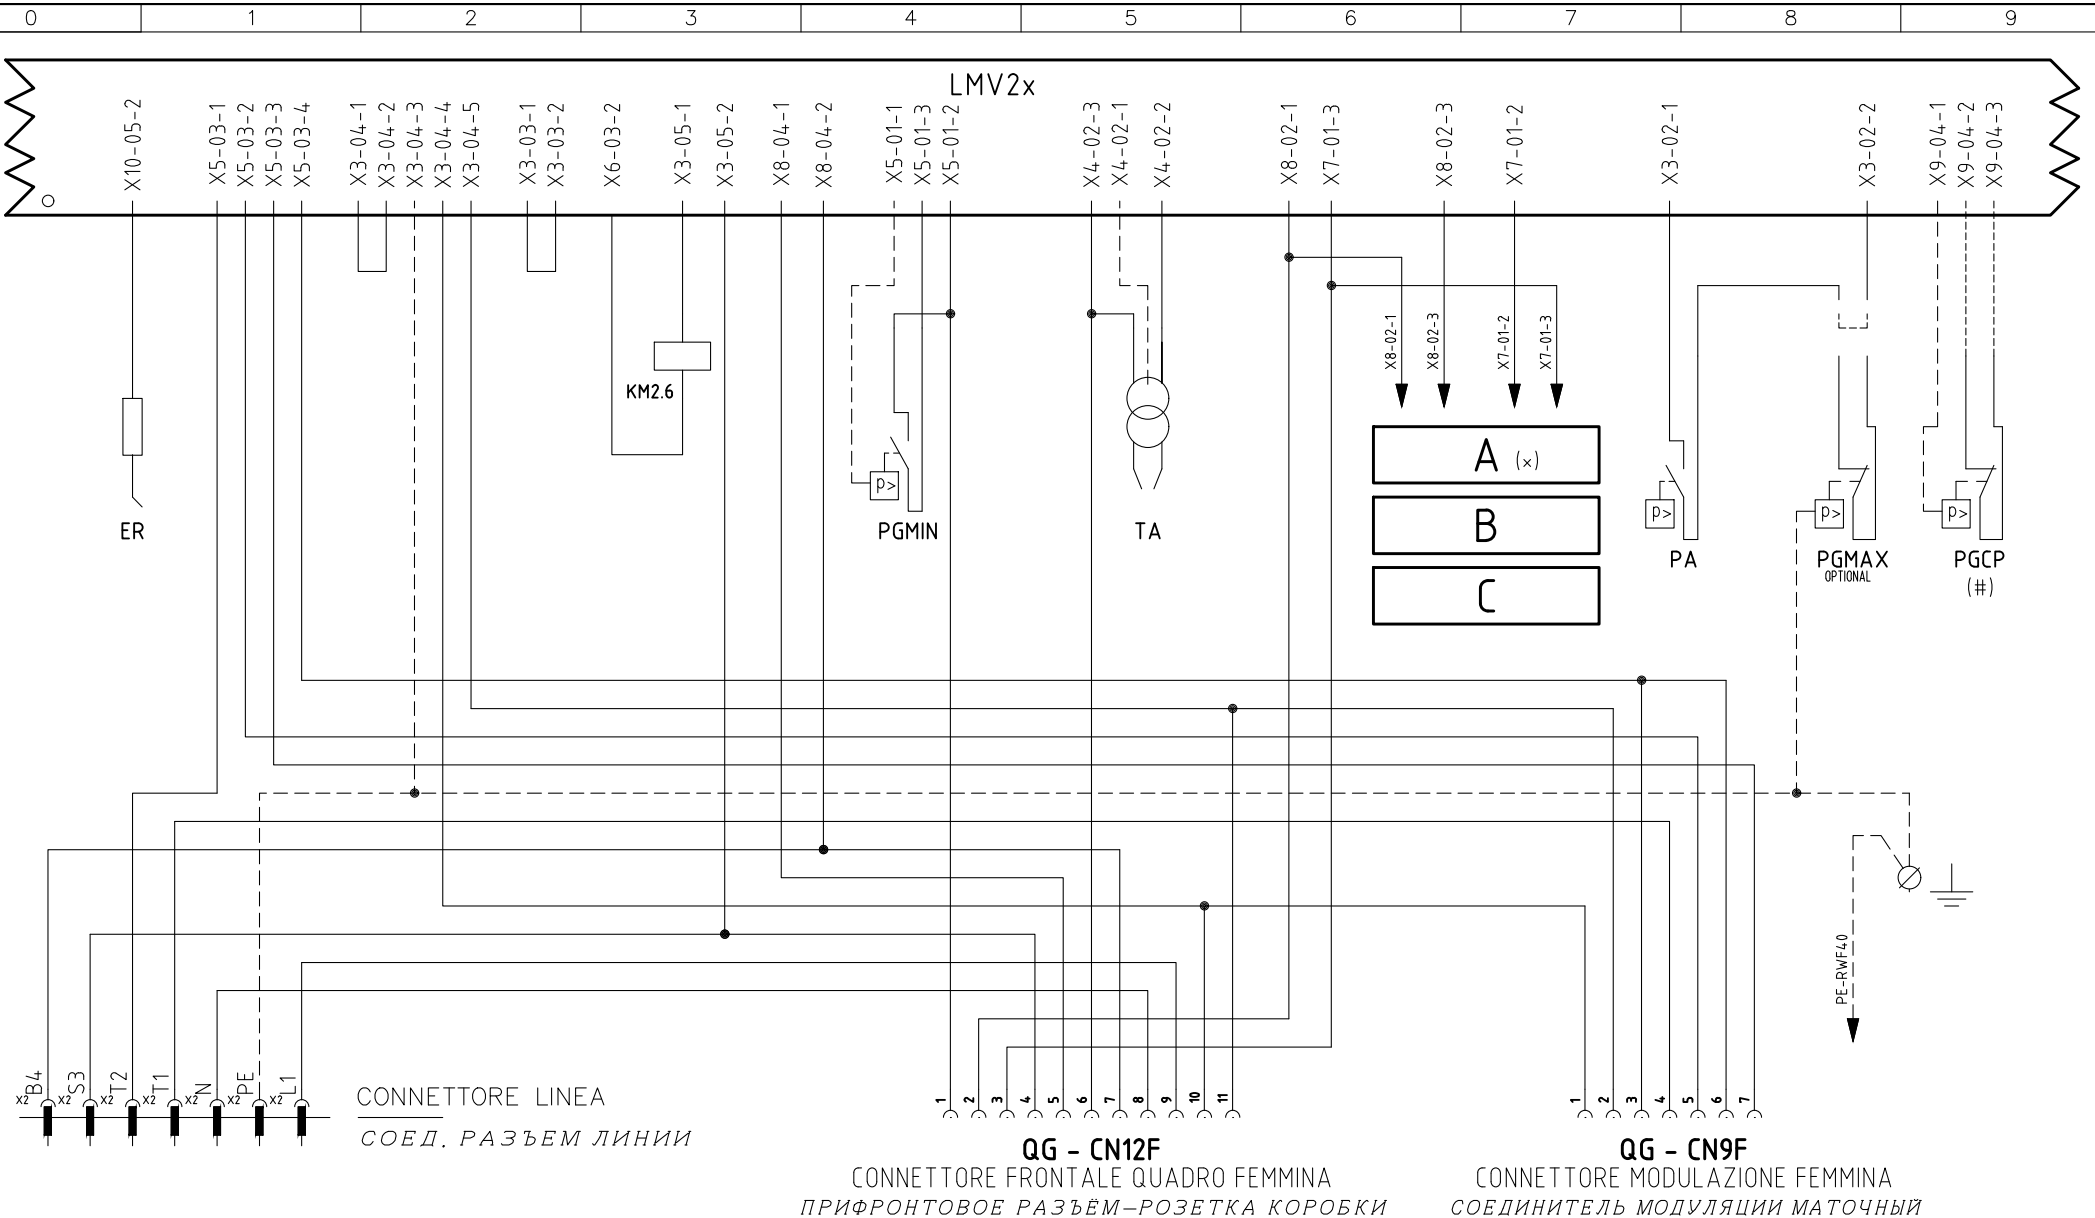 0 1 2 3 4 5 6 7 8 9
LMV2x
X10-05-2
X5-03-1
X5-03-2
X5-03-3
X5-03-4
X3-04-1
X3-04-2
X3-04-3
X3-04-4
X3-04-5
X3-03-1
X3-03-2
X6-03-2
X3-05-1
X3-05-2
X8-04-1
X8-04-2
X5-01-1
X5-01-3
X5-01-2
X4-02-3
X4-02-1
X4-02-2
X8-02-1
X7-01-3
X8-02-3
X7-01-2
X3-02-1
X3-02-2
X9-04-1
X9-04-2
X9-04-3
X8-02-1
X8-02-3
X7-01-2
X7-01-3
KM2.6
A (x)
B
C
p>
p>
p>
p>
ER
PGMIN
TA
PA
PGMAX
OPTIONAL
PGCP
(#)
PE-RWF40
B4
S3
T2
T1
N
PE
L1
x2 x2 x2 x2 x2 x2 x2
CONNETTORE LINEA
СОЕД. РАЗЪЕМ ЛИНИИ
1 2 3 4 5 6 7 8 9 10 11
QG - CN12F
CONNETTORE FRONTALE QUADRO FEMMINA
ПРИФРОНТОВОЕ РАЗЪЁМ-РОЗЕТКА КОРОБКИ
1 2 3 4 5 6 7
QG - CN9F
CONNETTORE MODULAZIONE FEMMINA
СОЕДИНИТЕЛЬ МОДУЛЯЦИИ МАТОЧНЫЙ